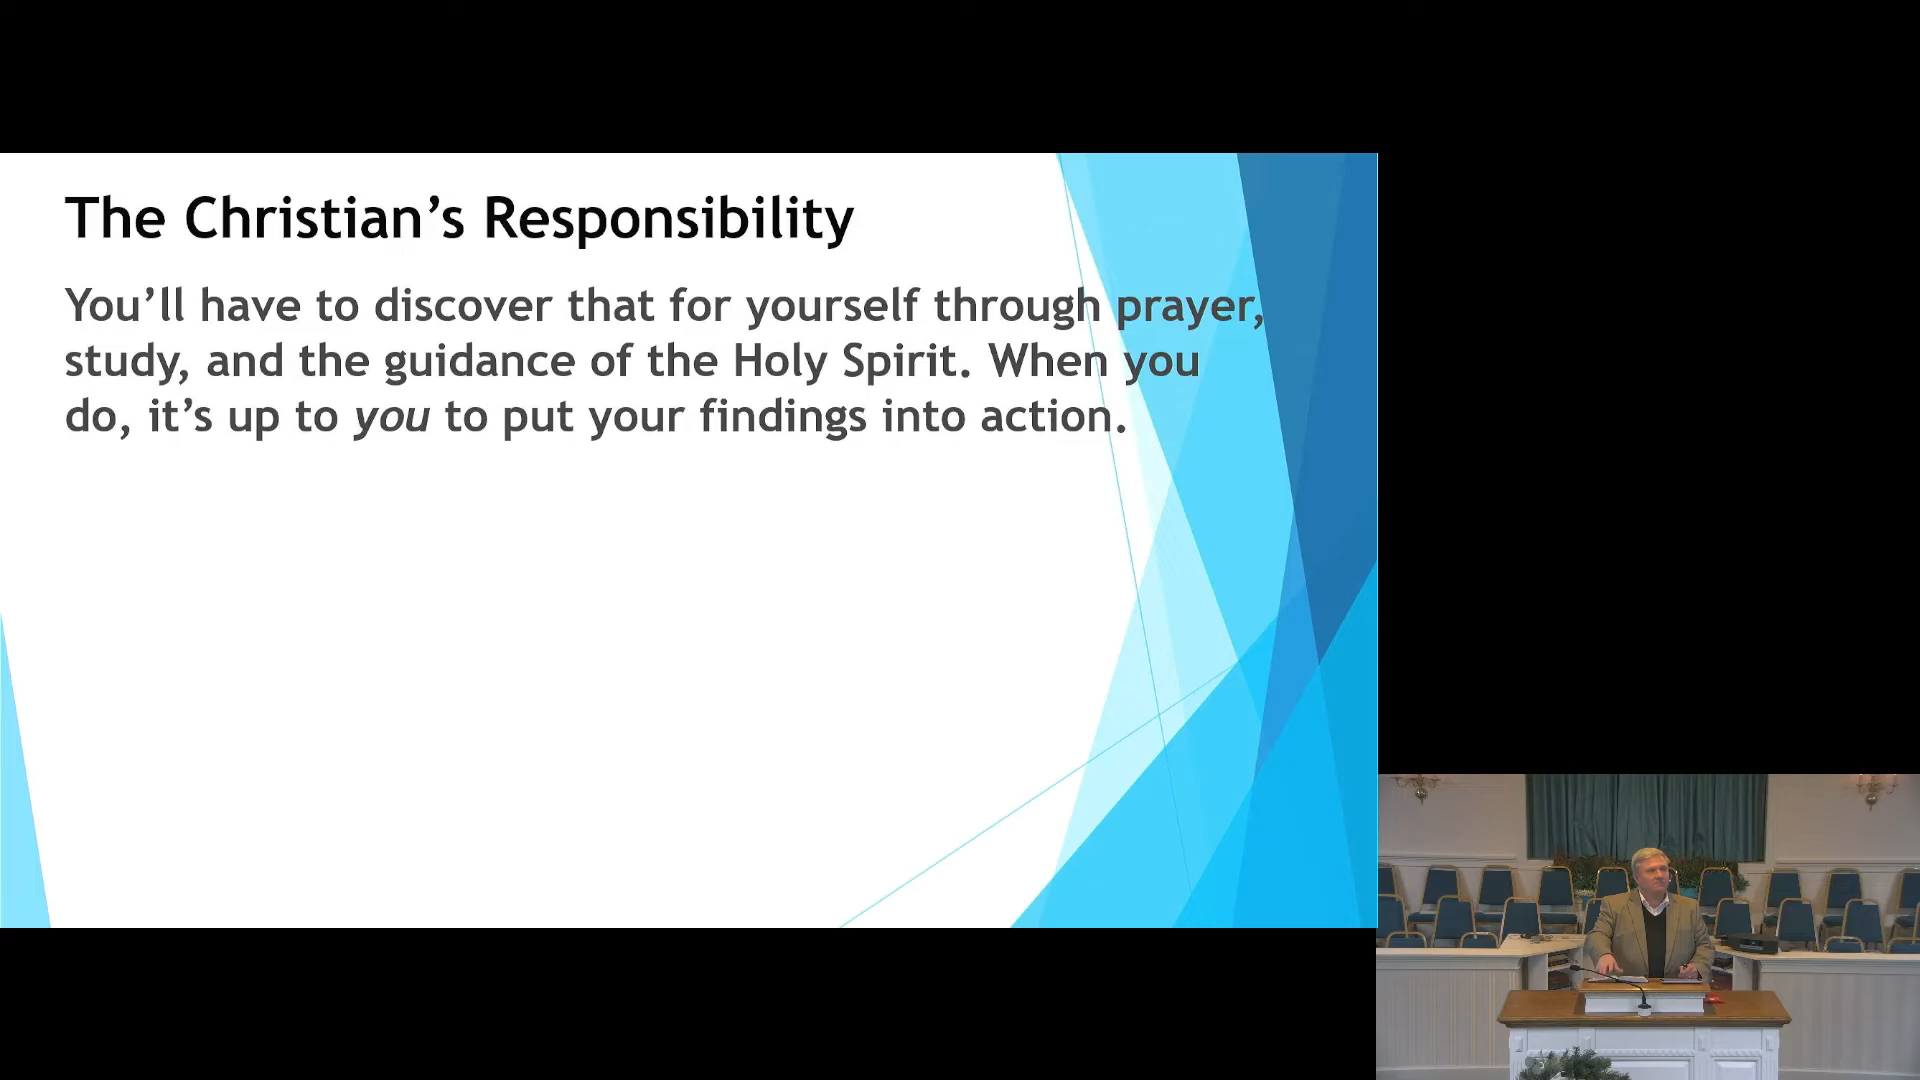 The Christian’s Responsibility
You’ll have to discover that for yourself through prayer,
study, and the guidance of the Holy Spirit. When you
do, it’s up to you to put your findings into action.